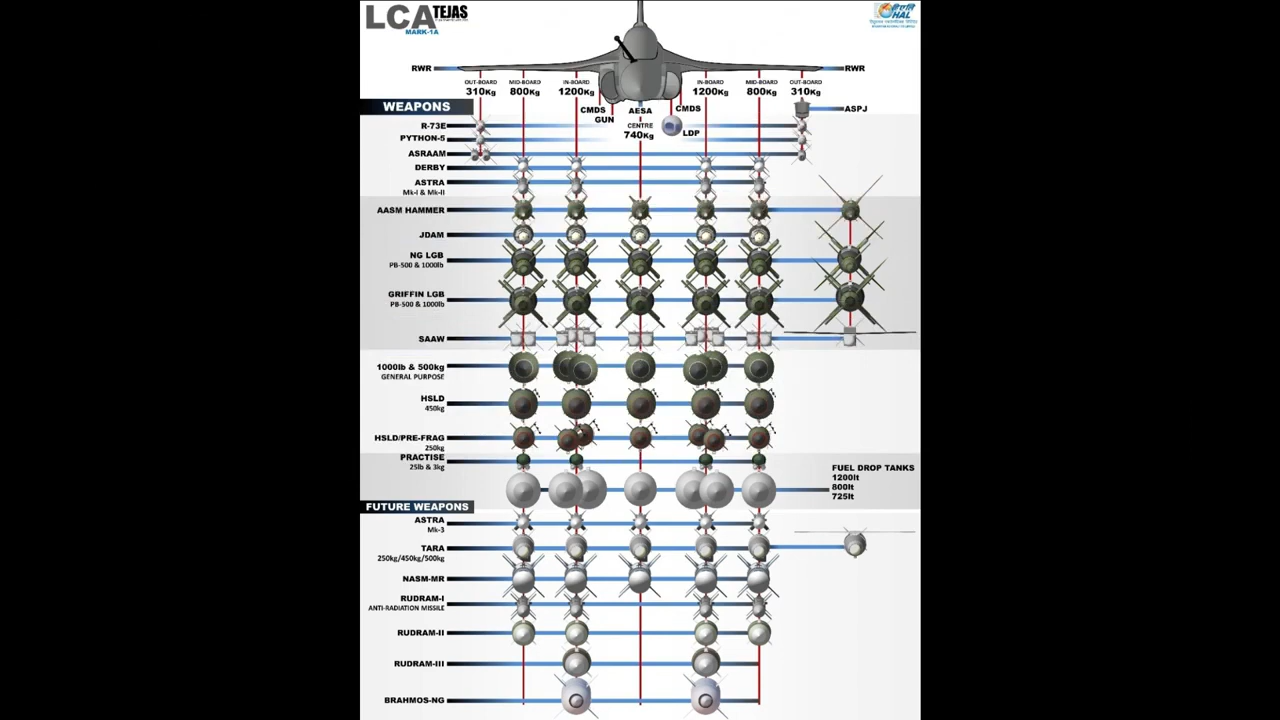 LCA TEJAS
MARK-1A
HAL
RWR
RWR
OUT-BOARD MID-BOARD IN-BOARD IN-BOARD MID-BOARD OUT-BOARD
310Kg 800Kg 1200Kg 1200Kg 800Kg 310Kg
WEAPONS
CMDS
GUN
AESA
CMDS
ASPJ
CENTRE
740Kg
LDP
R-73E
PYTHON-5
ASRAAM
DERBY
ASTRA
Mk-I & Mk-II
AASM HAMMER
JDAM
NG LGB
PB-500 & 1000lb
GRIFFIN LGB
PB-500 & 1000lb
SAAW
1000lb & 500kg
GENERAL PURPOSE
HSLD
450kg
HSLD/PRE-FRAG
250kg
PRACTISE
25lb & 3kg
FUEL DROP TANKS
1200lt
800lt
725lt
FUTURE WEAPONS
ASTRA
Mk-3
TARA
250kg/450kg/500kg
NASM-MR
RUDRAM-I
ANTI-RADIATION MISSILE
RUDRAM-II
RUDRAM-III
BRAHMOS-NG